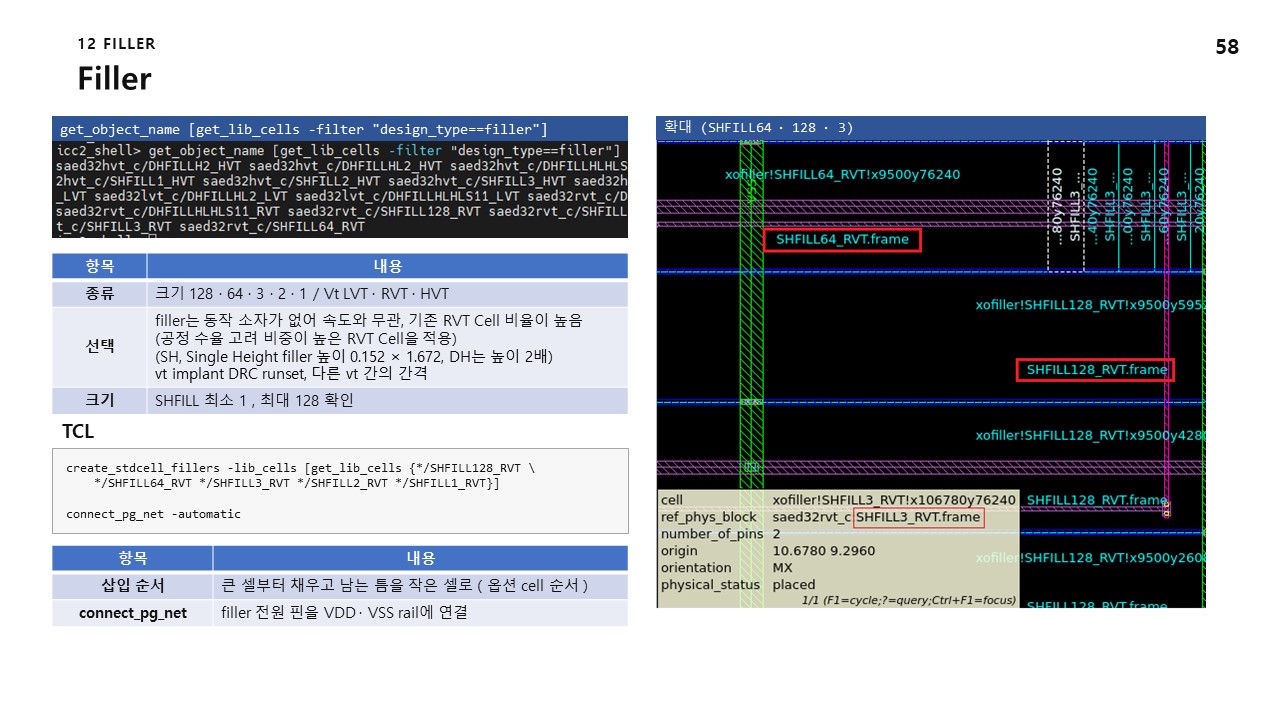 12 FILLER
58
Filler
get_object_name [get_lib_cells -filter "design_type==filler"]
icc2_shell> get_object_name [get_lib_cells -filter "design_type==filler"]
saed32hvt_c/DHFILLH2_HVT saed32hvt_c/DHFILLHL2_HVT saed32hvt_c/DHFILLHLHLS
2hvt_c/SHFILL1_HVT saed32hvt_c/SHFILL2_HVT saed32hvt_c/SHFILL3_HVT saed32h
_LVT saed32lvt_c/DHFILLHL2_LVT saed32lvt_c/DHFILLHLHLS11_LVT saed32rvt_c/D
saed32rvt_c/DHFILLHLHLS11_RVT saed32rvt_c/SHFILL128_RVT saed32rvt_c/SHFILL
t_c/SHFILL3_RVT saed32rvt_c/SHFILL64_RVT
항목 내용
종류 크기 128 · 64 · 3 · 2 · 1 / Vt LVT · RVT · HVT
선택 filler는 동작 소자가 없어 속도와 무관, 기존 RVT Cell 비율이 높음
(공정 수율 고려 비중이 높은 RVT Cell을 적용)
(SH, Single Height filler 높이 0.152 × 1.672, DH는 높이 2배)
vt implant DRC runset, 다른 vt 간의 간격
크기 SHFILL 최소 1 , 최대 128 확인
TCL
create_stdcell_fillers -lib_cells [get_lib_cells {*/SHFILL128_RVT \
*/SHFILL64_RVT */SHFILL3_RVT */SHFILL2_RVT */SHFILL1_RVT}]
connect_pg_net -automatic
항목 내용
삽입 순서 큰 셀부터 채우고 남는 틈을 작은 셀로 ( 옵션 cell 순서 )
connect_pg_net filler 전원 핀을 VDD · VSS rail에 연결
확대 (SHFILL64 · 128 · 3)
xofiller!SHFILL64_RVT!x9500y76240
VSS
SHFILL64_RVT.frame
...80y76240
SHFILL3_...
...40y76240
SHFILL3_...
...00y76240
SHFILL3_...
...60y76240
SHFILL3_...
...20y76240
xofiller!SHFILL128_RVT!x9500y595
SHFILL128_RVT.frame
xofiller!SHFILL128_RVT!x9500y428
SHFILL128_RVT.frame
xofiller!SHFILL128_RVT!x9500y260
SHFILL128_RVT.frame
cell xofiller!SHFILL3_RVT!x106780y76240
ref_phys_block saed32rvt_c SHFILL3_RVT.frame
number_of_pins 2
origin 10.6780 9.2960
orientation MX
physical_status placed
1/1 (F1=cycle;?=query;Ctrl+F1=focus)